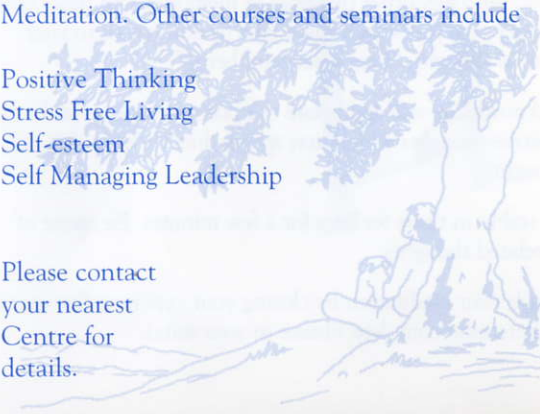 Meditation. Other courses and seminars include
Positive Thinking
Stress Free Living
Self-esteem
Self Managing Leadership
Please contact
your nearest
Centre for
details.